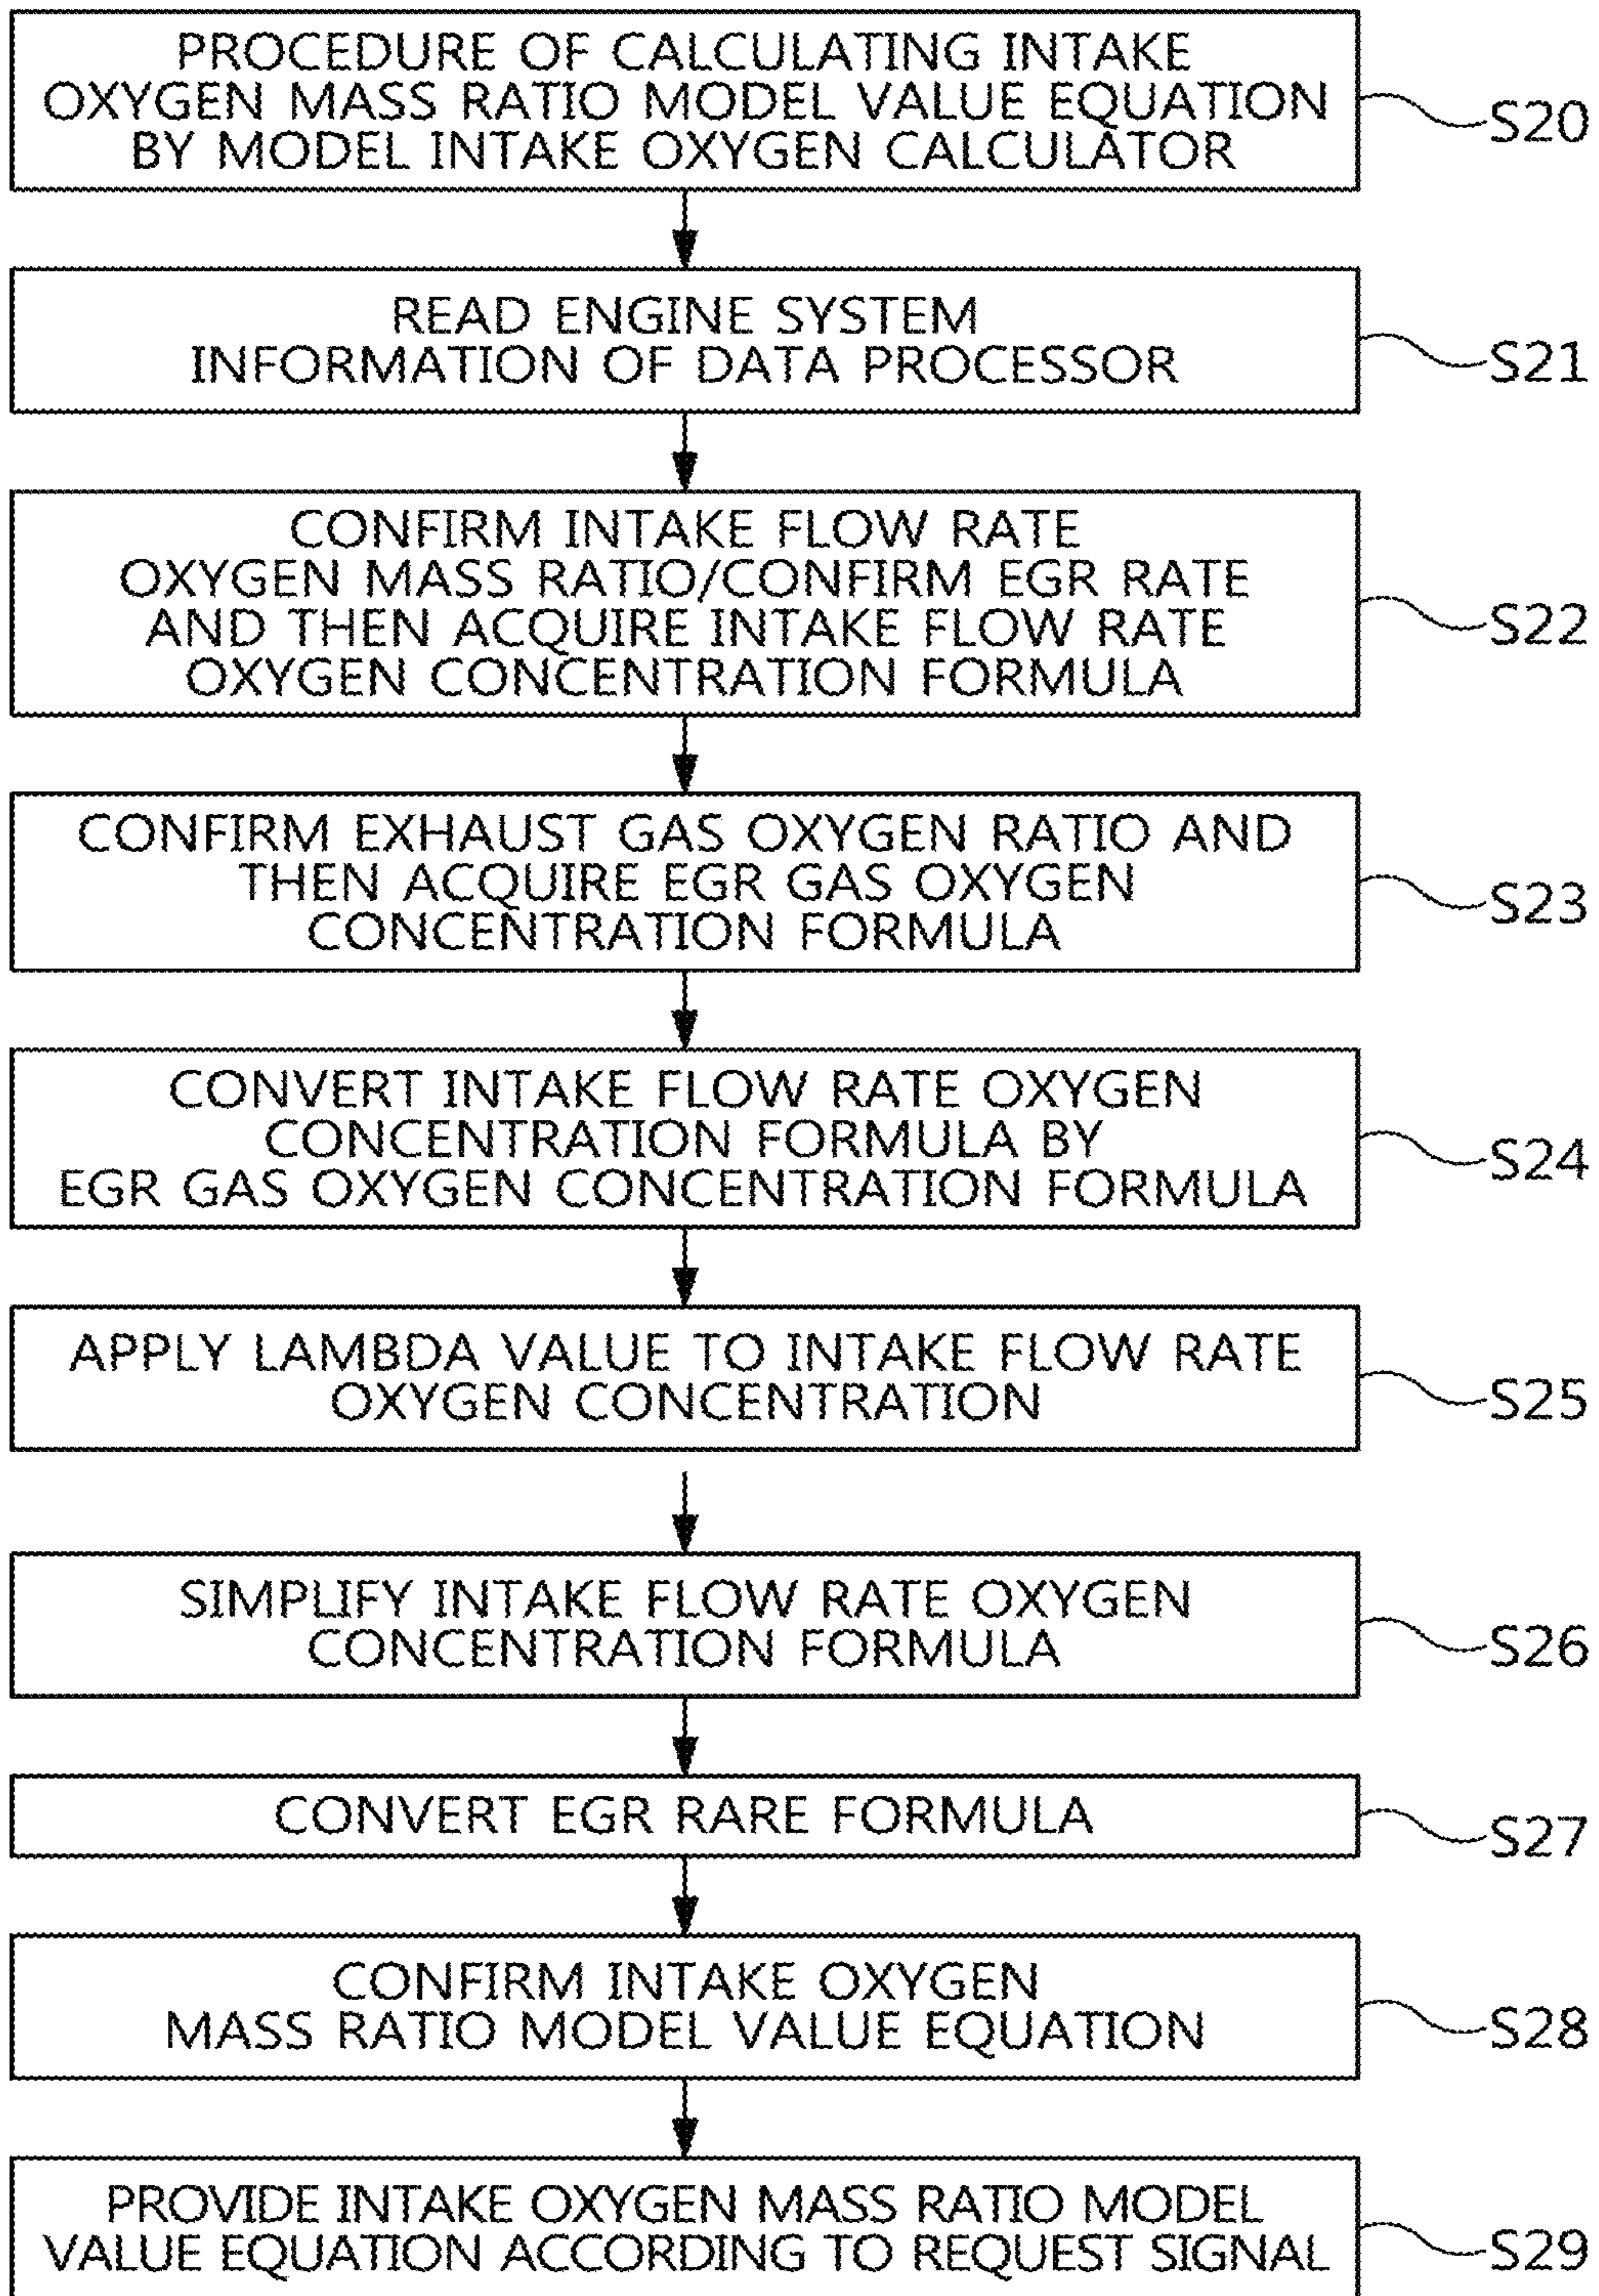 PROCEDURE OF CALCULATING INTAKE
OXYGEN MASS RATIO MODEL VALUE EQUATION
BY MODEL INTAKE OXYGEN CALCULATOR
S20
READ ENGINE SYSTEM
INFORMATION OF DATA PROCESSOR
S21
CONFIRM INTAKE FLOW RATE
OXYGEN MASS RATIO/CONFIRM EGR RATE
AND THEN ACQUIRE INTAKE FLOW RATE
OXYGEN CONCENTRATION FORMULA
S22
CONFIRM EXHAUST GAS OXYGEN RATIO AND
THEN ACQUIRE EGR GAS OXYGEN
CONCENTRATION FORMULA
S23
CONVERT INTAKE FLOW RATE OXYGEN
CONCENTRATION FORMULA BY
EGR GAS OXYGEN CONCENTRATION FORMULA
S24
APPLY LAMBDA VALUE TO INTAKE FLOW RATE
OXYGEN CONCENTRATION
S25
SIMPLIFY INTAKE FLOW RATE OXYGEN
CONCENTRATION FORMULA
S26
CONVERT EGR RARE FORMULA
S27
CONFIRM INTAKE OXYGEN
MASS RATIO MODEL VALUE EQUATION
S28
PROVIDE INTAKE OXYGEN MASS RATIO MODEL
VALUE EQUATION ACCORDING TO REQUEST SIGNAL
S29